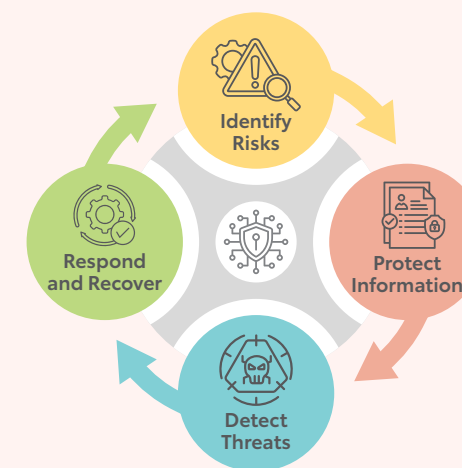 Identify
Risks
Protect
Information
Detect
Threats
Respond
and Recover